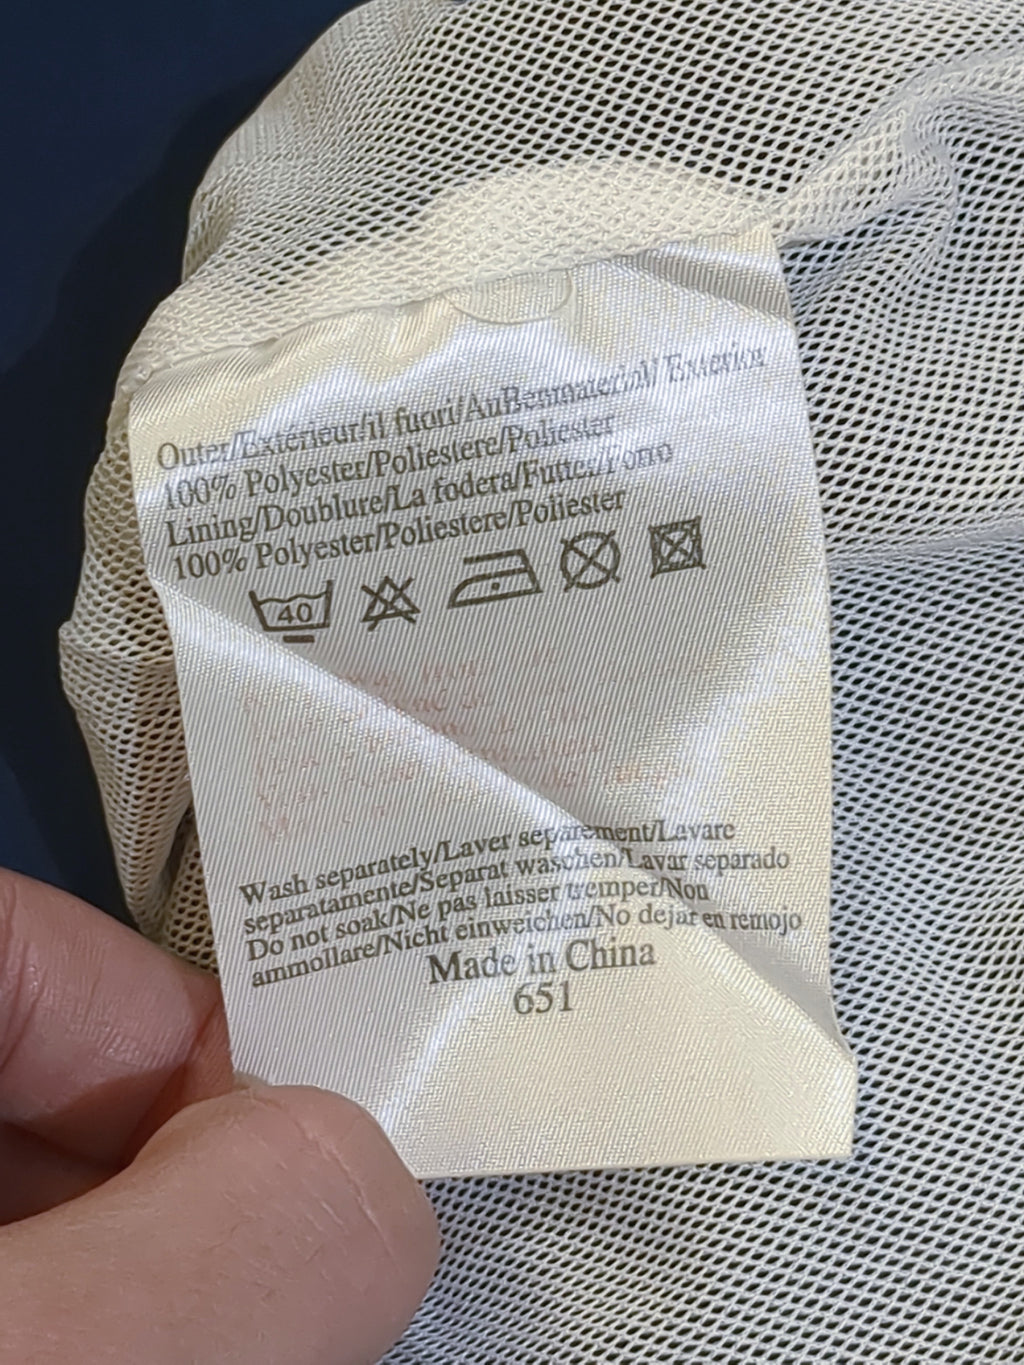 Outer/Extérieur/il fuori/Außenmaterial/ Exterior
100% Polyester/Poliestere/Poliester
Lining/Doublure/La fodera/Futter/Forro
100% Polyester/Poliestere/Poliester
40
Wash separately/Laver separement/Lavare
separatamente/Separat waschen/Lavar separado
Do not soak/Ne pas laisser tremper/Non
ammollare/Nicht einweichen/No dejar en remojo
Made in China
651